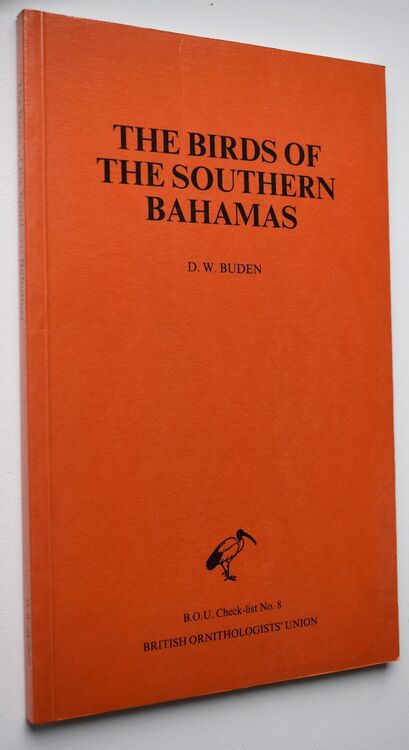 THE BIRDS OF
THE SOUTHERN
BAHAMAS
D. W. BUDEN
B.O.U. Check-list No. 8
BRITISH ORNITHOLOGISTS' UNION